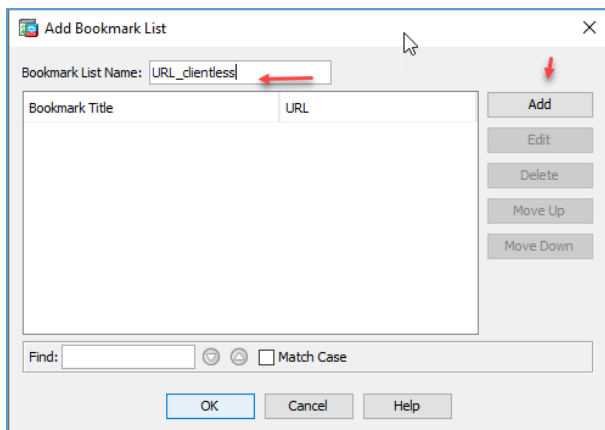 Add Bookmark List
Bookmark List Name: URL_clientless
Bookmark Title URL
Add
Edit
Delete
Move Up
Move Down
Find: Match Case
OK Cancel Help